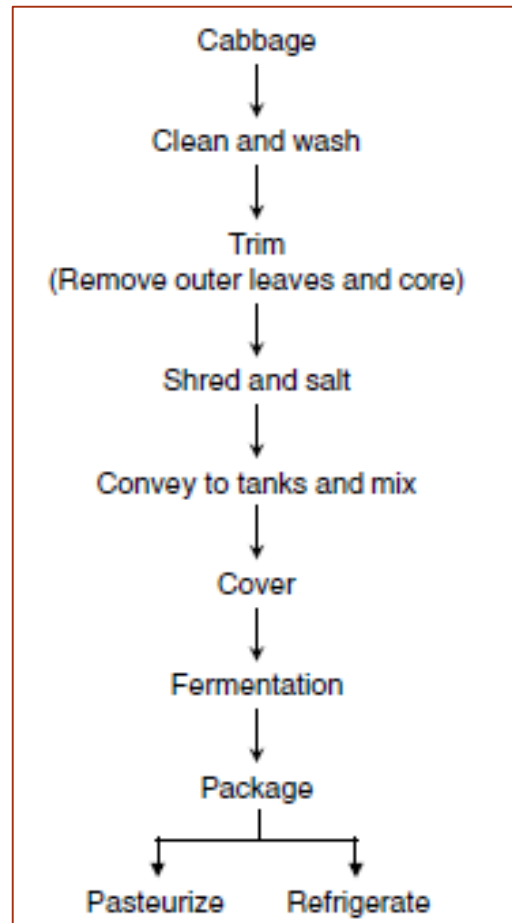 Cabbage
Clean and wash
Trim
(Remove outer leaves and core)
Shred and salt
Convey to tanks and mix
Cover
Fermentation
Package
Pasteurize Refrigerate